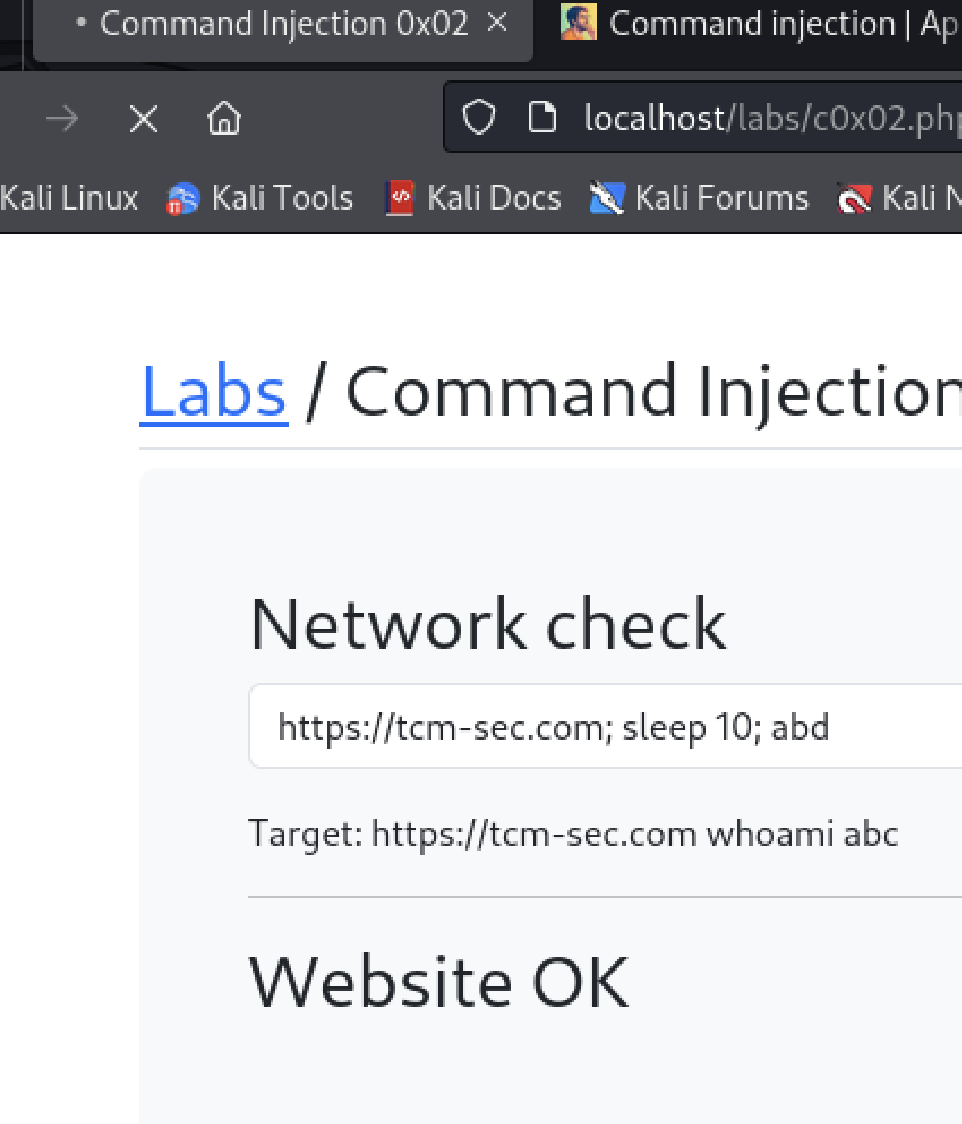 • Command Injection 0x02 ×
Command injection | Ap
localhost/labs/c0x02.php
Kali Linux Kali Tools Kali Docs Kali Forums Kali N
Labs / Command Injection
Network check
https://tcm-sec.com; sleep 10; abd
Target: https://tcm-sec.com whoami abc
Website OK